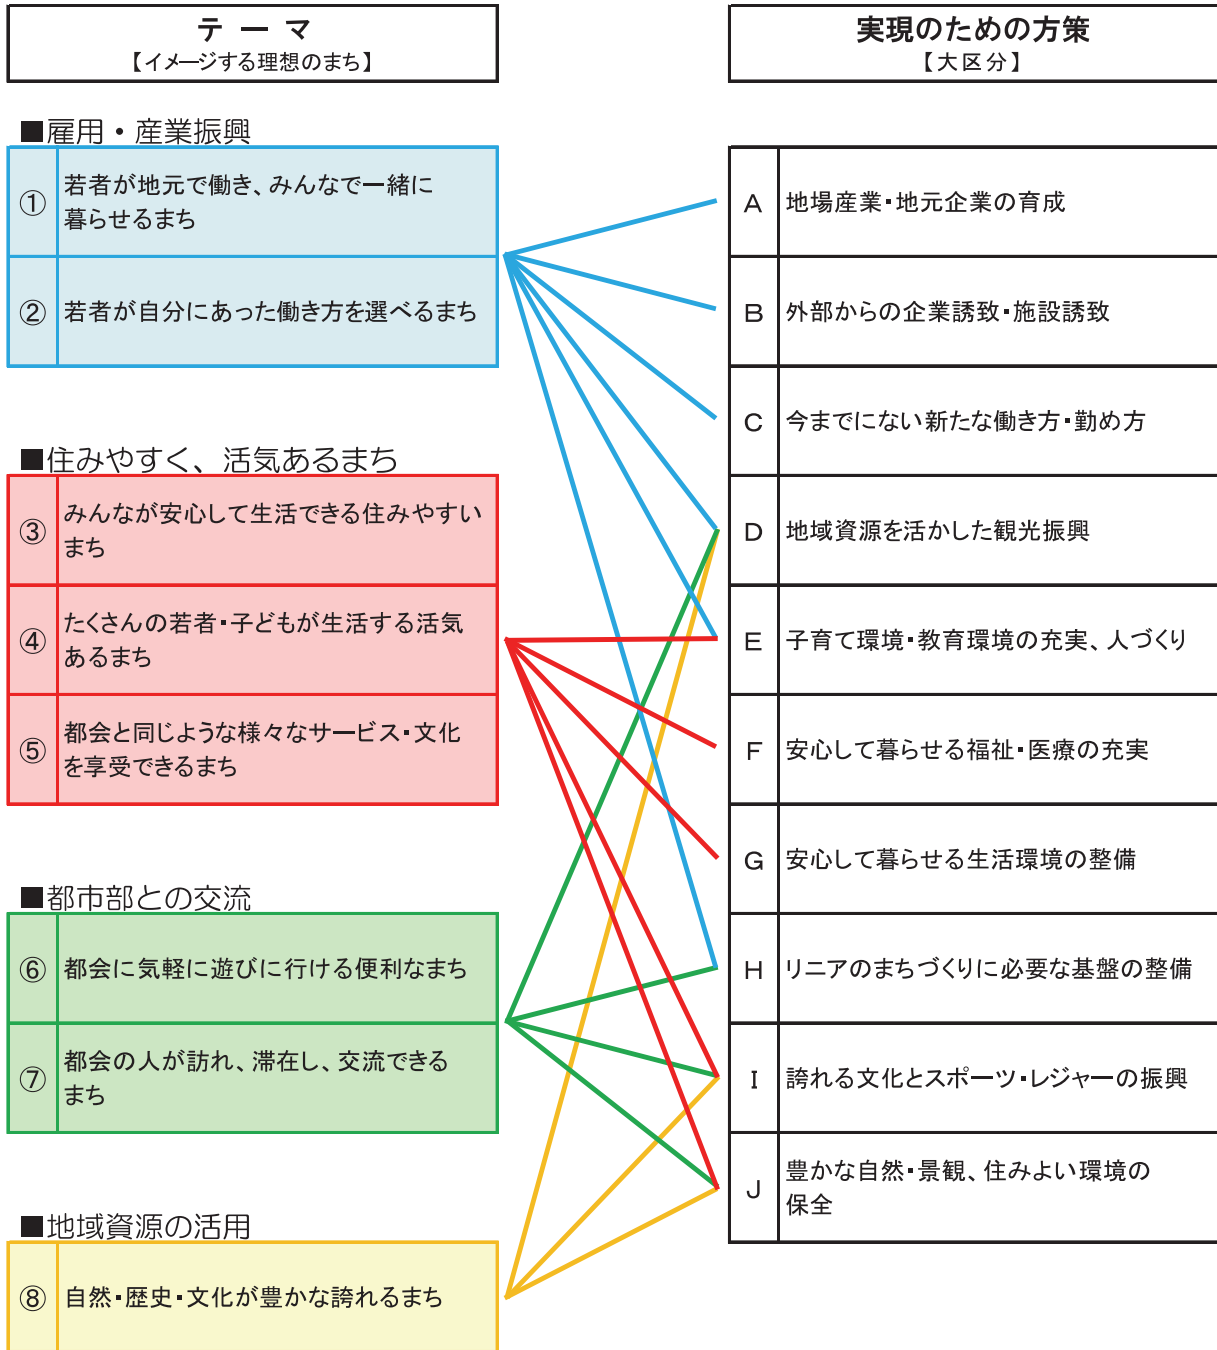 テーマ
【イメージする理想のまち】
■雇用・産業振興
①
若者が地元で働き、みんなで一緒に
暮らせるまち
②
若者が自分にあった働き方を選べるまち
■住みやすく、活気あるまち
③
みんなが安心して生活できる住みやすい
まち
④
たくさんの若者・子どもが生活する活気
あるまち
⑤
都会と同じような様々なサービス・文化
を享受できるまち
■都市部との交流
⑥
都会に気軽に遊びに行ける便利なまち
⑦
都会の人が訪れ、滞在し、交流できる
まち
■地域資源の活用
⑧
自然・歴史・文化が豊かな誇れるまち
実現のための方策
【大区分】
A
地場産業・地元企業の育成
B
外部からの企業誘致・施設誘致
C
今までにない新たな働き方・勤め方
D
地域資源を活かした観光振興
E
子育て環境・教育環境の充実、人づくり
F
安心して暮らせる福祉・医療の充実
G
安心して暮らせる生活環境の整備
H
リニアのまちづくりに必要な基盤の整備
I
誇れる文化とスポーツ・レジャーの振興
J
豊かな自然・景観、住みよい環境の
保全